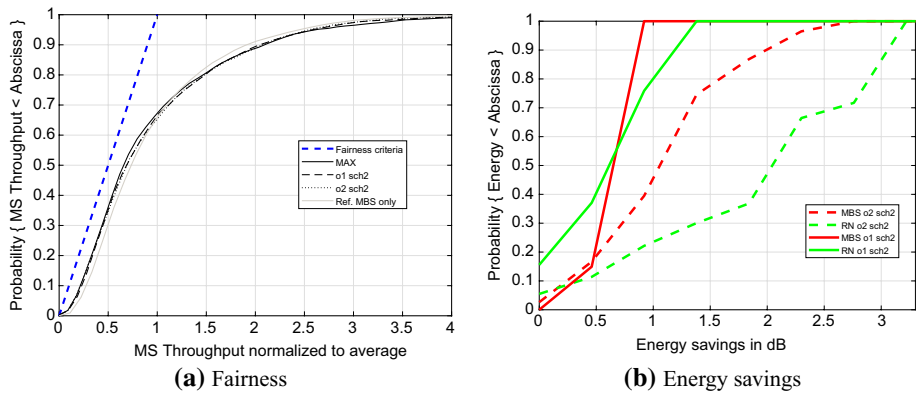 Probability { MS Throughput < Abscissa }
1
0.9
0.8
0.7
0.6
0.5
0.4
0.3
0.2
0.1
0
0 0.5 1 1.5 2 2.5 3 3.5 4
MS Throughput normalized to average
Fairness criteria
MAX
o1 sch2
o2 sch2
Ref. MBS only
(a) Fairness
Probability { Energy < Abscissa }
1
0.9
0.8
0.7
0.6
0.5
0.4
0.3
0.2
0.1
0
0 0.5 1 1.5 2 2.5 3
Energy savings in dB
MBS o2 sch2
RN o2 sch2
MBS o1 sch2
RN o1 sch2
(b) Energy savings